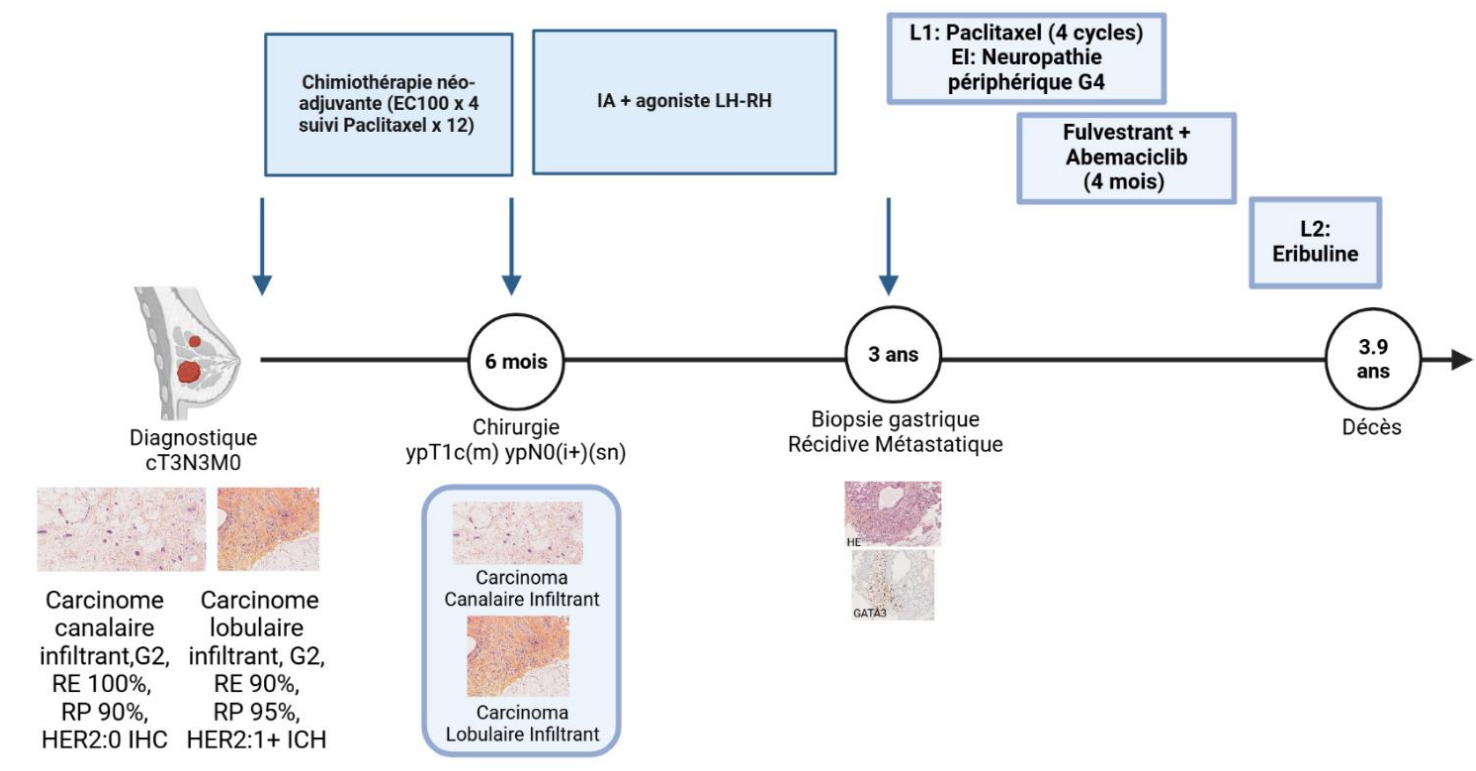 Chimiothérapie néo-
adjuvante (EC100 x 4
suivi Paclitaxel x 12)
IA + agoniste LH-RH
L1: Paclitaxel (4 cycles)
EI: Neuropathie
périphérique G4
Fulvestrant +
Abemaciclib
(4 mois)
L2:
Eribuline
6 mois
3 ans
3.9
ans
Diagnostique
cT3N3M0
Chirurgie
ypT1c(m) ypN0(i+)(sn)
Biopsie gastrique
Récidive Métastatique
Décès
Carcinome
canalaire
infiltrant,G2,
RE 100%,
RP 90%,
HER2:0 IHC
Carcinome
lobulaire
infiltrant, G2,
RE 90%,
RP 95%,
HER2:1+ ICH
Carcinoma
Canalaire Infiltrant
Carcinoma
Lobulaire Infiltrant
HE
GATA3